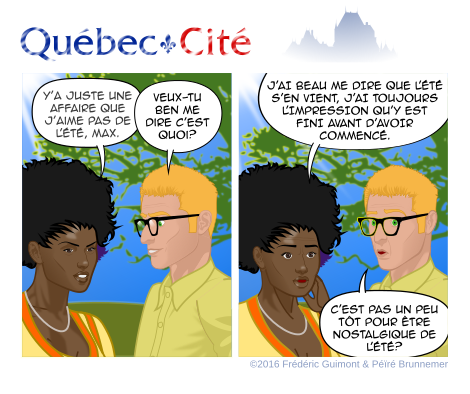 Québec⚜Cité
Y'A JUSTE UNE
AFFAIRE QUE
J'AIME PAS DE
L'ÉTÉ, MAX.
VEUX-TU
BEN ME
DIRE C'EST
QUOI?
J'AI BEAU ME DIRE QUE L'ÉTÉ
S'EN VIENT, J'AI TOUJOURS
L'IMPRESSION QU'Y EST
FINI AVANT D'AVOIR
COMMENCÉ.
C'EST PAS UN PEU
TÔT POUR ÊTRE
NOSTALGIQUE DE
L'ÉTÉ?
©2016 Frédéric Guimont & Péïré Brunnemer